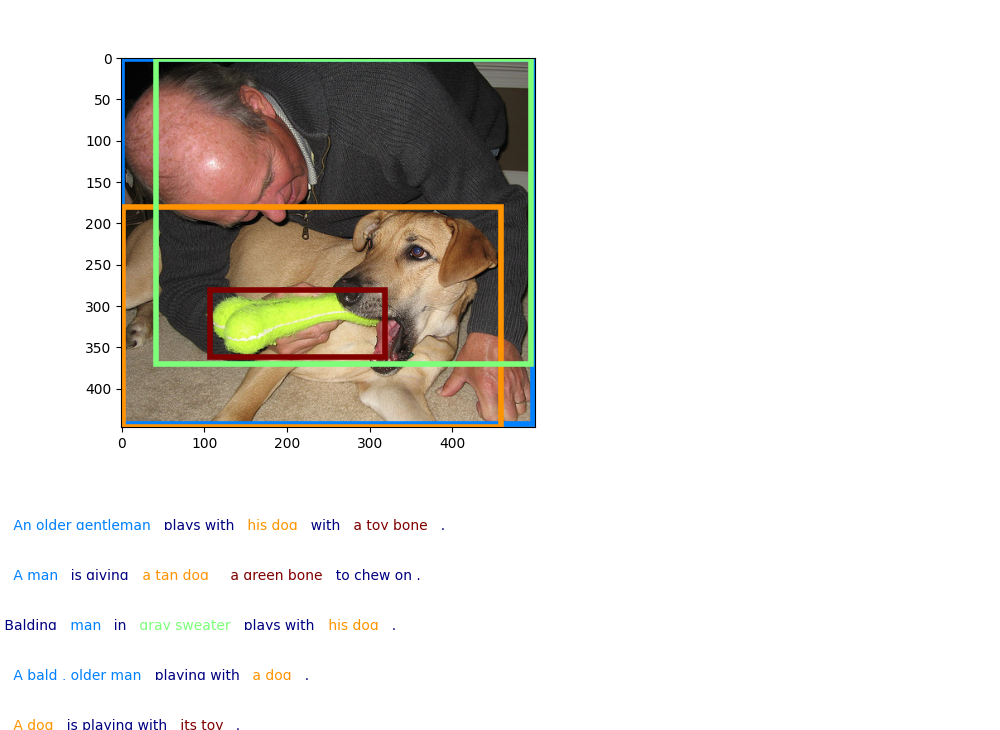 0
50
100
150
200
250
300
350
400
0 100 200 300 400
An older gentleman plays with his dog with a toy bone .
A man is giving a tan dog a green bone to chew on .
Balding man in gray sweater plays with his dog .
A bald , older man playing with a dog .
A dog is playing with its toy .